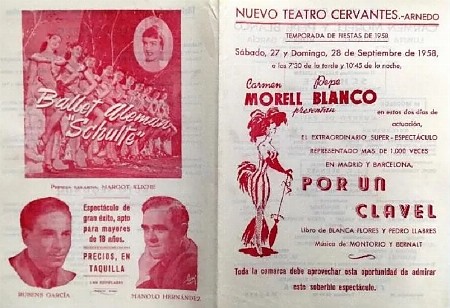 Ballet Alemán
"Schulte"
Primera bailarina, MARGOT KUCHE
Espectáculo de
gran éxito, apto
para mayores
de 18 años.
PRECIOS, EN
TAQUILLA
RUBENS GARCÍA
MANOLO HERNÁNDEZ
NUEVO TEATRO CERVANTES.-ARNEDO
TEMPORADA DE FIESTAS DE 1958
Sábado, 27 y Domingo, 28 de Septiembre de 1958,
a las 7'30 de la tarde y 10'45 de la noche,
Carmen Pepe
MORELL BLANCO
presentan
en estos dos días de
actuación,
EL EXTRAORDINARIO SUPER-ESPECTÁCULO
REPRESENTADO MAS DE 1.000 VECES
EN MADRID Y BARCELONA,
POR UN
CLAVEL
Libro de BLANCA FLORES Y PEDRO LLABRES
Música de MONTORIO Y BERNALT
Toda la comarca debe aprovechar esta oportunidad de admirar
este soberbio espectáculo.